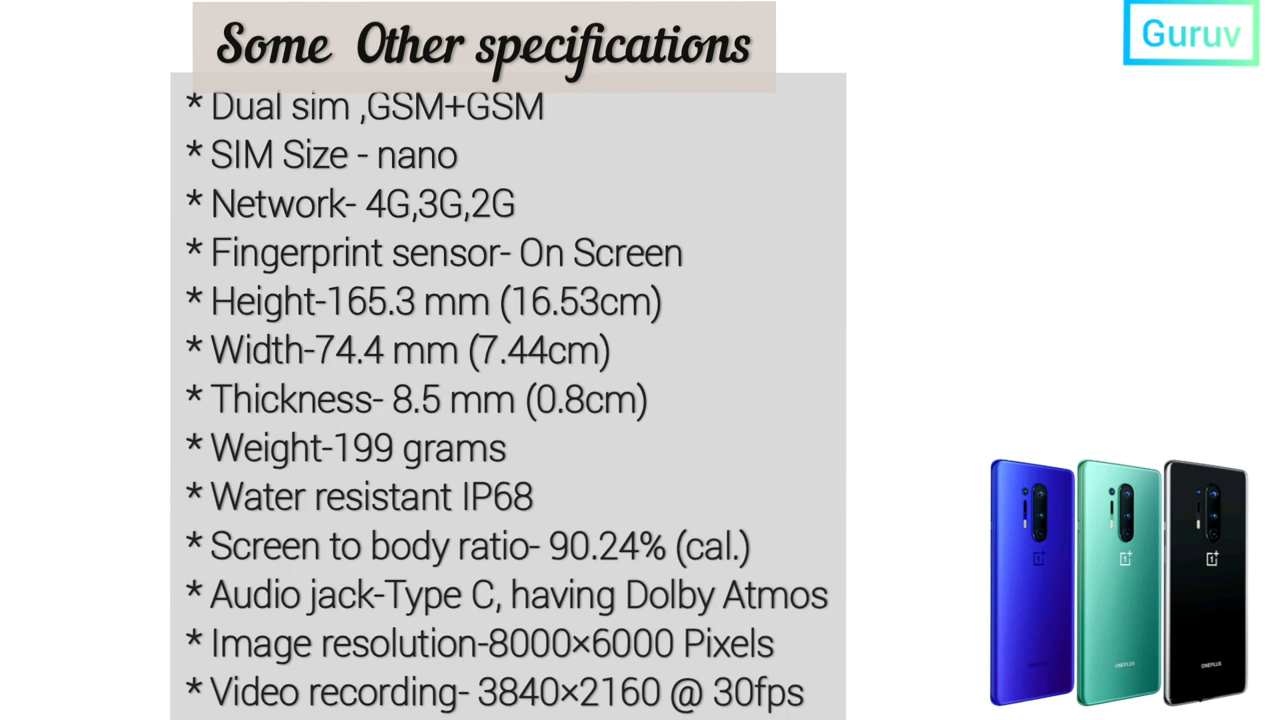 Some Other specifications
Guruv
* Dual sim ,GSM+GSM
* SIM Size - nano
* Network- 4G,3G,2G
* Fingerprint sensor- On Screen
* Height-165.3 mm (16.53cm)
* Width-74.4 mm (7.44cm)
* Thickness- 8.5 mm (0.8cm)
* Weight-199 grams
* Water resistant IP68
* Screen to body ratio- 90.24% (cal.)
* Audio jack-Type C, having Dolby Atmos
* Image resolution-8000×6000 Pixels
* Video recording- 3840×2160 @ 30fps
ONEPLUS
ONEPLUS